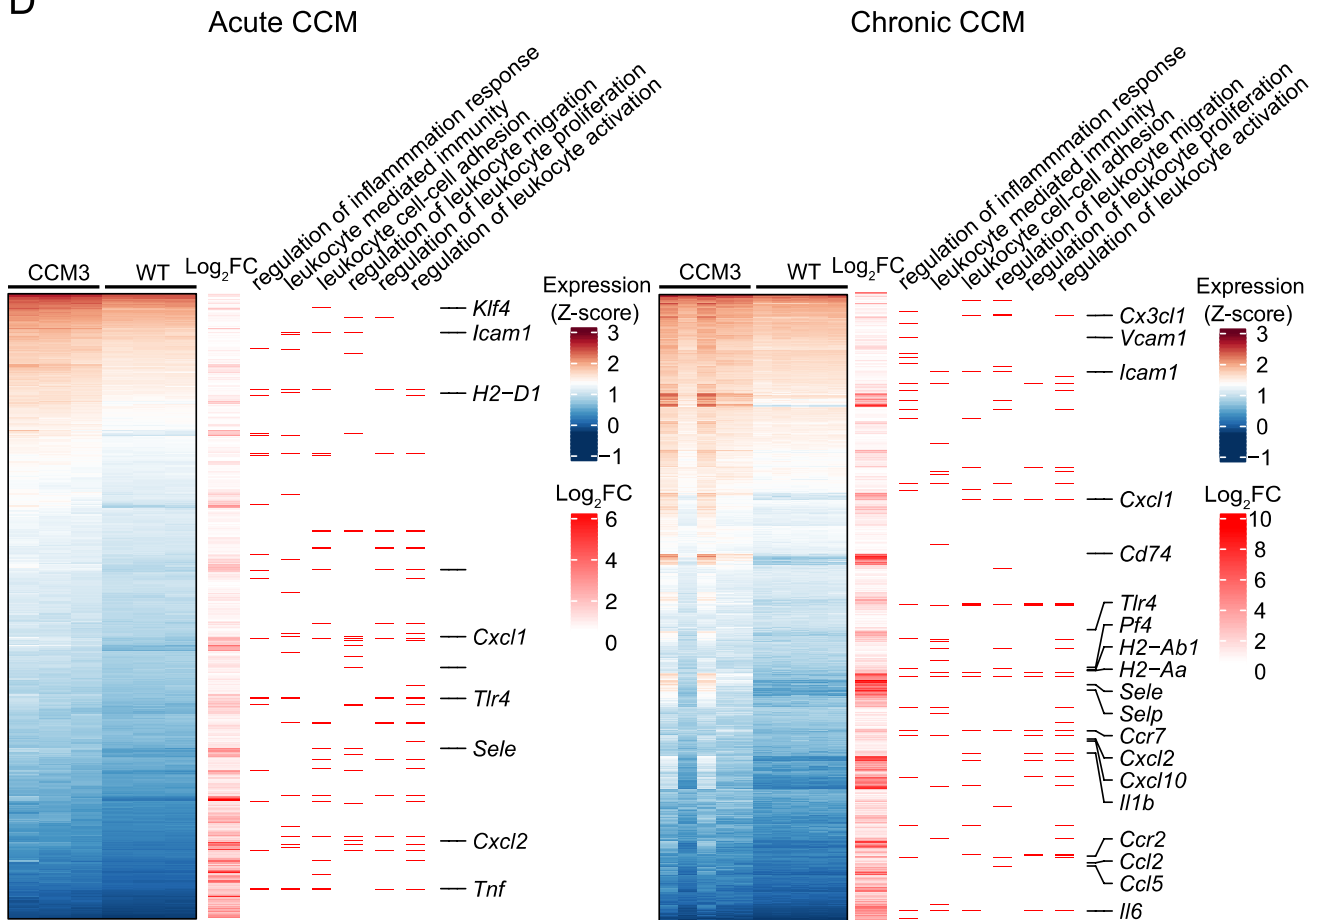 D
Acute CCM
Chronic CCM
regulation of inflammmation response
leukocyte mediated immunity
leukocyte cell-cell adhesion
regulation of leukocyte migration
regulation of leukocyte proliferation
regulation of leukocyte activation
CCM3
WT
Log2FC
Klf4
Icam1
H2−D1
Cxcl1
Tlr4
Sele
Cxcl2
Tnf
Expression
(Z-score)
3
2
1
0
−1
Log2FC
6
4
2
0
regulation of inflammmation response
leukocyte mediated immunity
leukocyte cell-cell adhesion
regulation of leukocyte migration
regulation of leukocyte proliferation
regulation of leukocyte activation
CCM3
WT
Log2FC
Cx3cl1
Vcam1
Icam1
Cxcl1
Cd74
Tlr4
Pf4
H2−Ab1
H2−Aa
Sele
Selp
Ccr7
Cxcl2
Cxcl10
Il1b
Ccr2
Ccl2
Ccl5
Il6
Expression
(Z-score)
3
2
1
0
−1
Log2FC
10
8
6
4
2
0